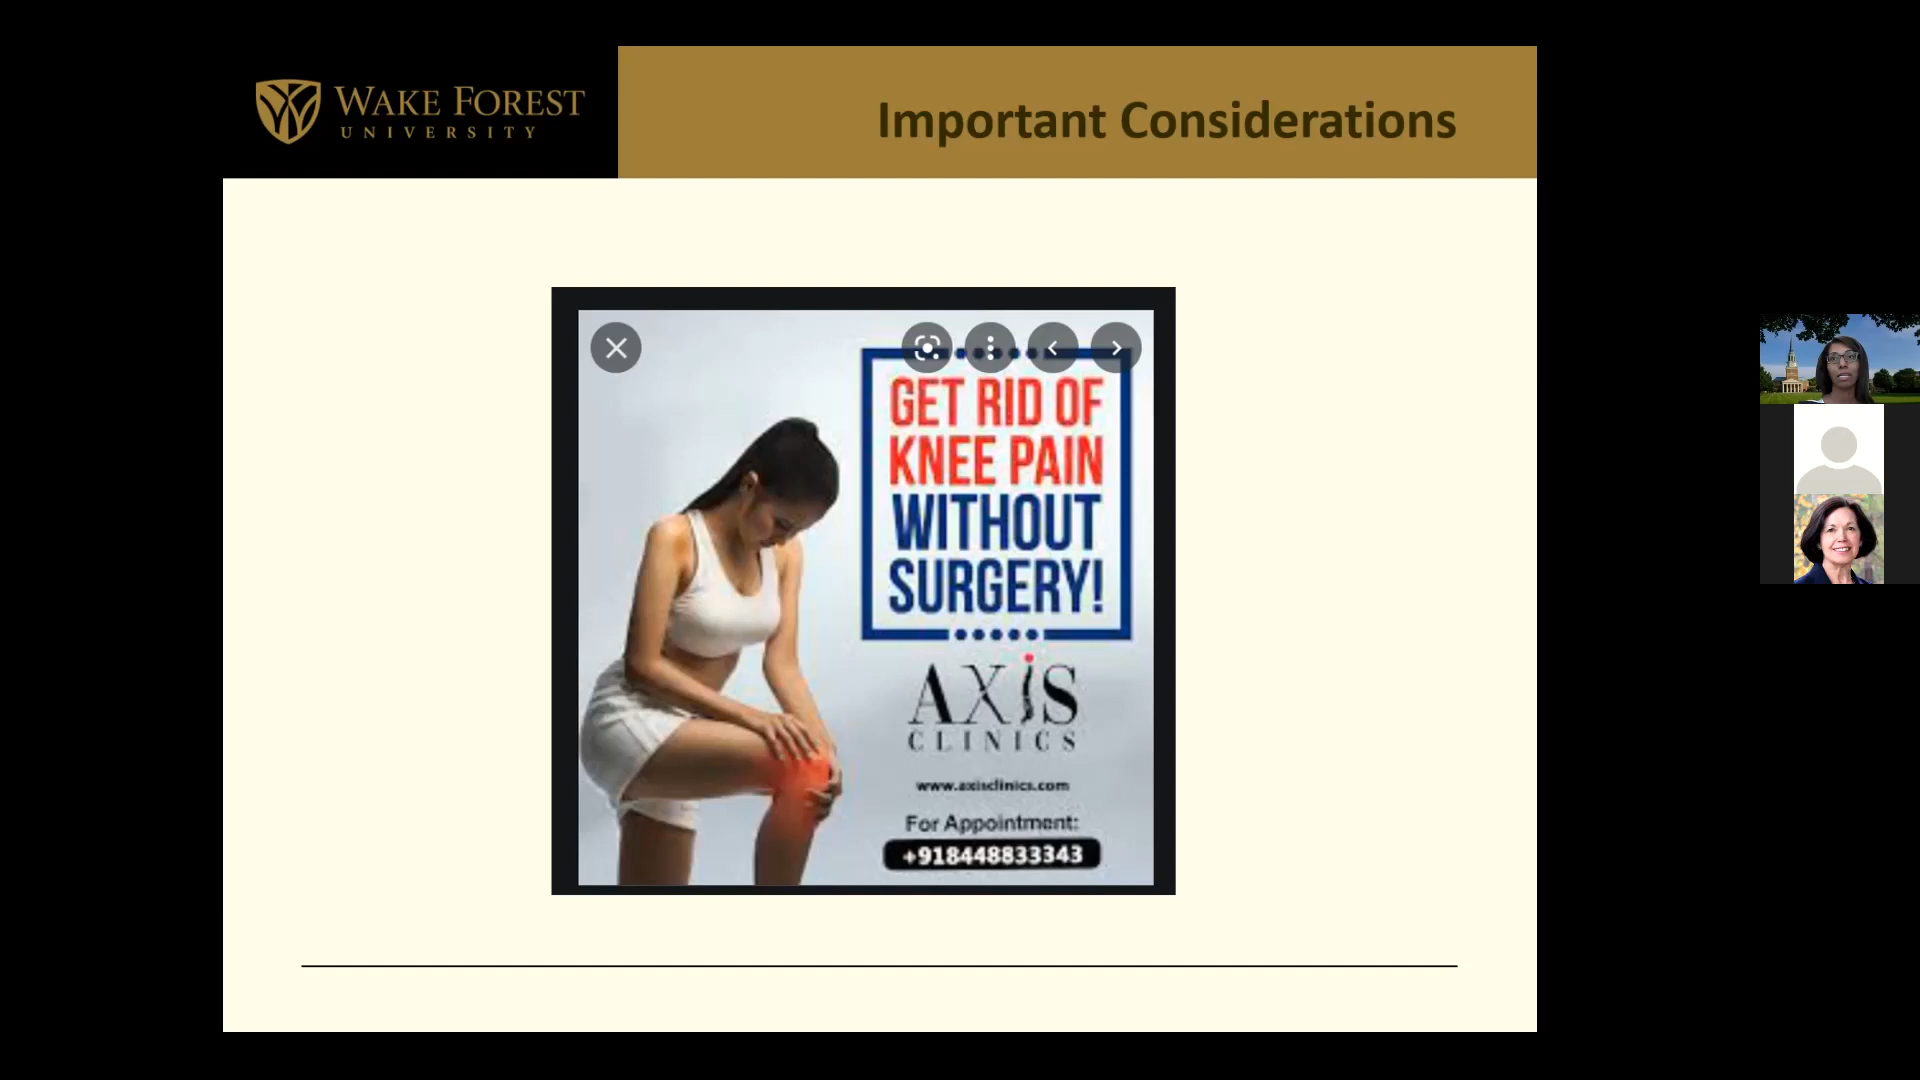 WAKE FOREST
UNIVERSITY
Important Considerations
GET RID OF
KNEE PAIN
WITHOUT
SURGERY!
AXiS
CLINICS
www.axisclinics.com
For Appointment:
+918448833343